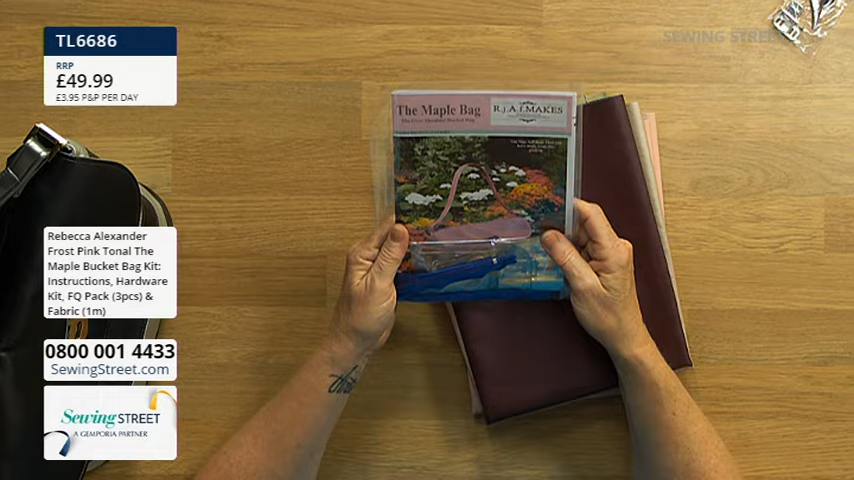 TL6686
RRP
£49.99
£3.95 P&P PER DAY
SEWING STREET
The Maple Bag
R.J.A.I.MAKES
Rebecca Alexander
Frost Pink Tonal The
Maple Bucket Bag Kit:
Instructions, Hardware
Kit, FQ Pack (3pcs) &
Fabric (1m)
0800 001 4433
SewingStreet.com
Sewing STREET
A GEMPORIA PARTNER